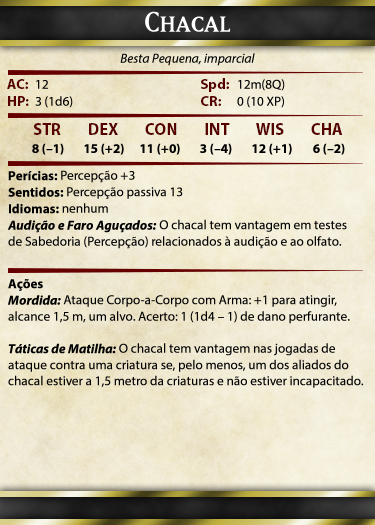 Chacal
Besta Pequena, imparcial
AC: 12 Spd: 12m(8Q)
HP: 3 (1d6) CR: 0 (10 XP)
STR DEX CON INT WIS CHA
8 (–1) 15 (+2) 11 (+0) 3 (–4) 12 (+1) 6 (–2)
Perícias: Percepção +3
Sentidos: Percepção passiva 13
Idiomas: nenhum
Audição e Faro Aguçados: O chacal tem vantagem em testes
de Sabedoria (Percepção) relacionados à audição e ao olfato.
Ações
Mordida: Ataque Corpo-a-Corpo com Arma: +1 para atingir,
alcance 1,5 m, um alvo. Acerto: 1 (1d4 – 1) de dano perfurante.
Táticas de Matilha: O chacal tem vantagem nas jogadas de
ataque contra uma criatura se, pelo menos, um dos aliados do
chacal estiver a 1,5 metro da criaturas e não estiver incapacitado.